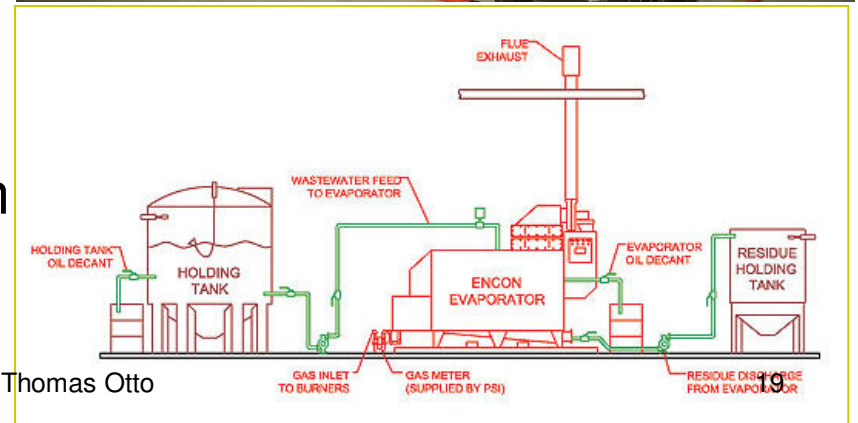 FLUE
EXHAUST
WASTEWATER FEED
TO EVAPORATOR
HOLDING TANK
OIL DECANT
HOLDING
TANK
ENCON
EVAPORATOR
EVAPORATOR
OIL DECANT
RESIDUE
HOLDING
TANK
GAS INLET
TO BURNERS
GAS METER
(SUPPLIED BY PSI)
RESIDUE DISCHARGE
FROM EVAPORATOR
Thomas Otto
19